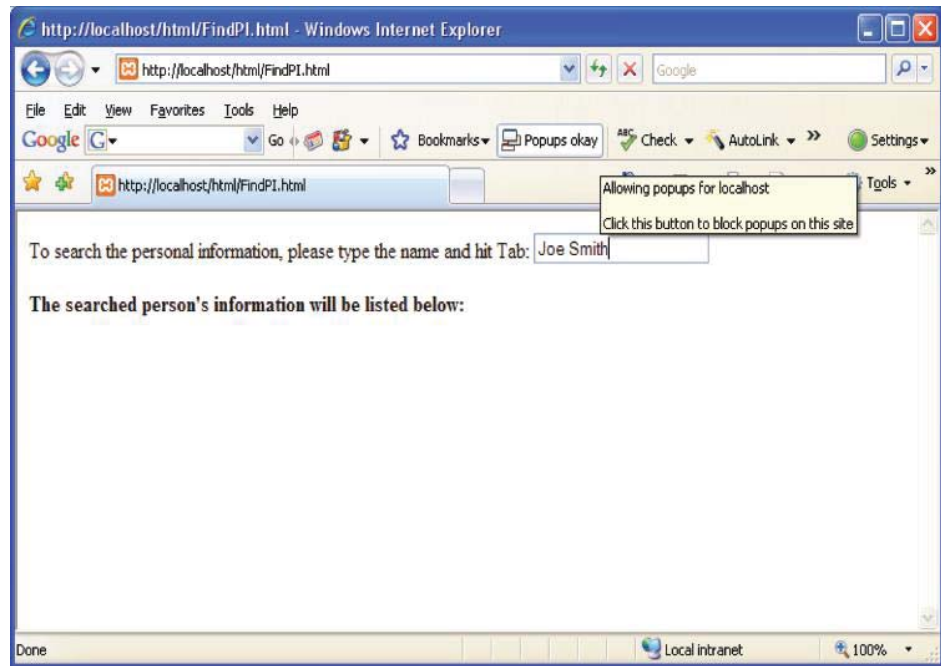 http://localhost/html/FindPI.html - Windows Internet Explorer
http://localhost/html/FindPI.html
Google
File Edit View Favorites Tools Help
Google G Go Bookmarks Popups okay ABC Check AutoLink » Settings
http://localhost/html/FindPI.html Tools »
Allowing popups for localhost
Click this button to block popups on this site
To search the personal information, please type the name and hit Tab: Joe Smith
The searched person's information will be listed below:
Done Local intranet 100%